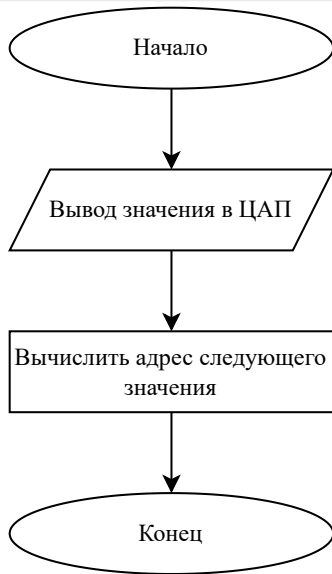 Начало
Вывод значения в ЦАП
Вычислить адрес следующего
значения
Конец